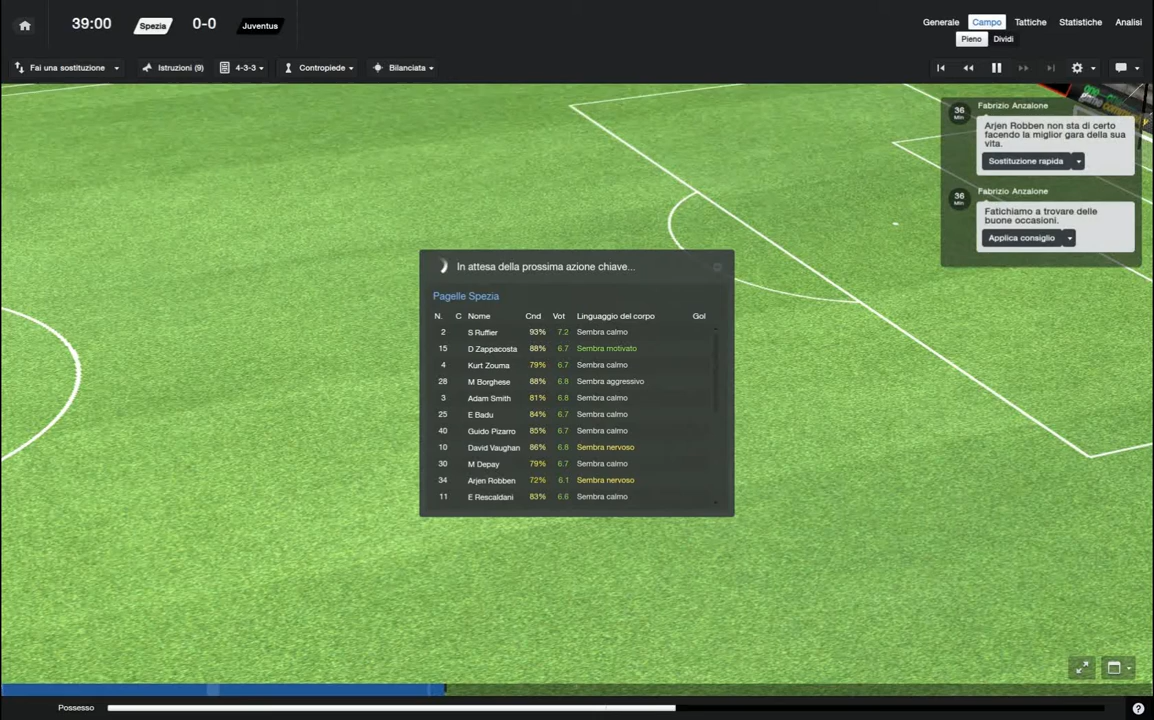 39:00 Spezia 0-0 Juventus
Generale Campo Tattiche Statistiche Analisi
Pieno Dividi
Fai una sostituzione Istruzioni (9) 4-3-3 Contropiede Bilanciata
36 Min
Fabrizio Anzalone
Arjen Robben non sta di certo
facendo la miglior gara della sua
vita.
Sostituzione rapida
36 Min
Fabrizio Anzalone
Fatichiamo a trovare delle
buone occasioni.
Applica consiglio
In attesa della prossima azione chiave...
Pagelle Spezia
N. C Nome Cnd Vot Linguaggio del corpo Gol
2 S Ruffier 93% 7.2 Sembra calmo
15 D Zappacosta 88% 6.7 Sembra motivato
4 Kurt Zouma 79% 6.7 Sembra calmo
28 M Borghese 88% 6.8 Sembra aggressivo
3 Adam Smith 81% 6.8 Sembra calmo
25 E Badu 84% 6.7 Sembra calmo
40 Guido Pizarro 85% 6.7 Sembra calmo
10 David Vaughan 86% 6.8 Sembra nervoso
30 M Depay 79% 6.7 Sembra calmo
34 Arjen Robben 72% 6.1 Sembra nervoso
11 E Rescaldani 83% 6.6 Sembra calmo
Possesso
?